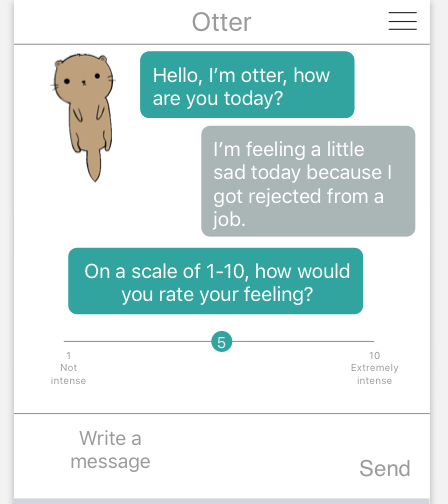 Otter
Hello, I’m otter, how
are you today?
I’m feeling a little
sad today because I
got rejected from a
job.
On a scale of 1-10, how would
you rate your feeling?
5
1
Not
intense
10
Extremely
intense
Write a
message
Send